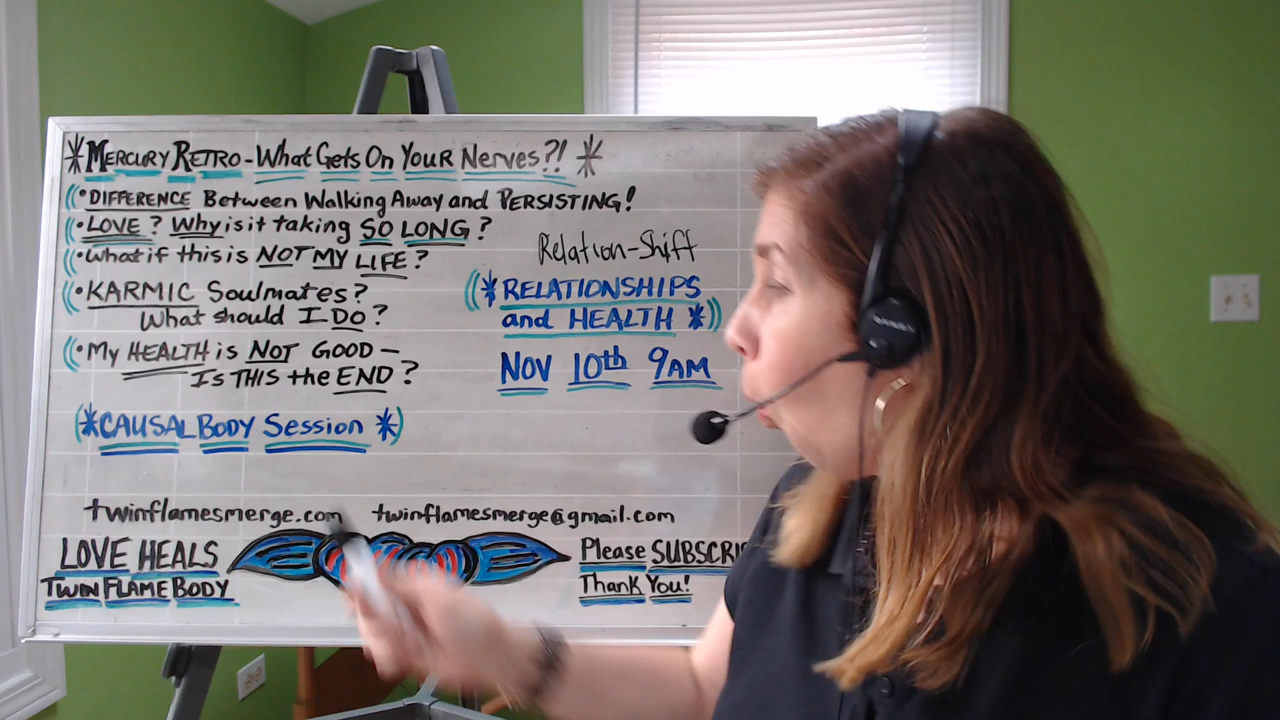 *MERCURY RETRO-What Gets On Your Nerves?! *
((•DIFFERENCE Between Walking Away and PERSISTING!
((•LOVE? Why is it taking SO LONG?
((•What if this is NOT MY LIFE?
((•KARMIC Soulmates?
What should I DO?
((•My HEALTH is NOT GOOD—
Is THIS the END?
(*CAUSAL BODY Session *)
Relation-Shift
((*RELATIONSHIPS
and HEALTH *))
Nov 10th 9AM
twinflamesmerge.com twinflamesmerge@gmail.com
LOVE HEALS
TWIN FLAME BODY
Please SUBSCRI
Thank You!